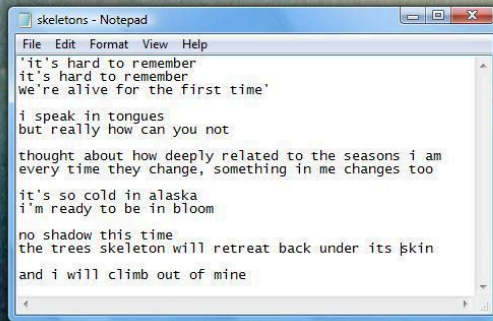 skeletons - Notepad
File Edit Format View Help
'it's hard to remember
it's hard to remember
we're alive for the first time'
i speak in tongues
but really how can you not
thought about how deeply related to the seasons i am
every time they change, something in me changes too
it's so cold in alaska
i'm ready to be in bloom
no shadow this time
the trees skeleton will retreat back under its skin
and i will climb out of mine